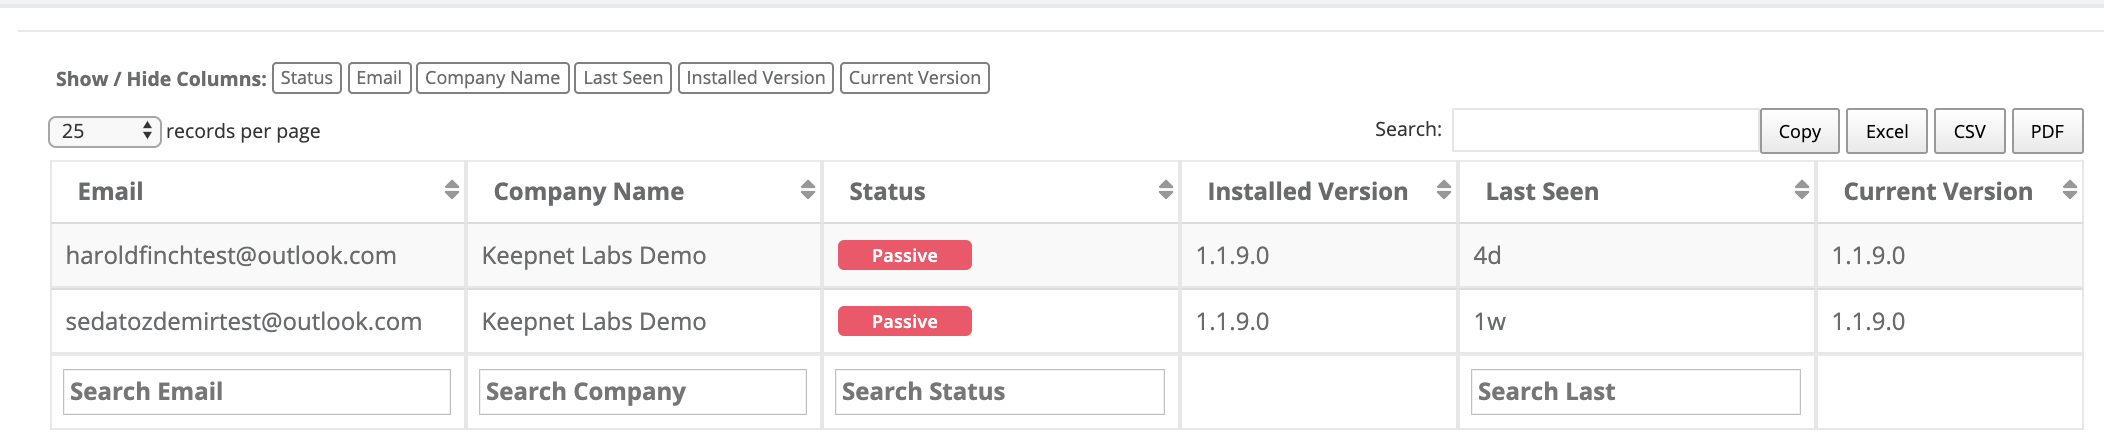 Show / Hide Columns: Status Email Company Name Last Seen Installed Version Current Version
25 records per page Search: Copy Excel CSV PDF
Email Company Name Status Installed Version Last Seen Current Version
haroldfinchtest@outlook.com Keepnet Labs Demo Passive 1.1.9.0 4d 1.1.9.0
sedatozdemirtest@outlook.com Keepnet Labs Demo Passive 1.1.9.0 1w 1.1.9.0
Search Email Search Company Search Status Search Last